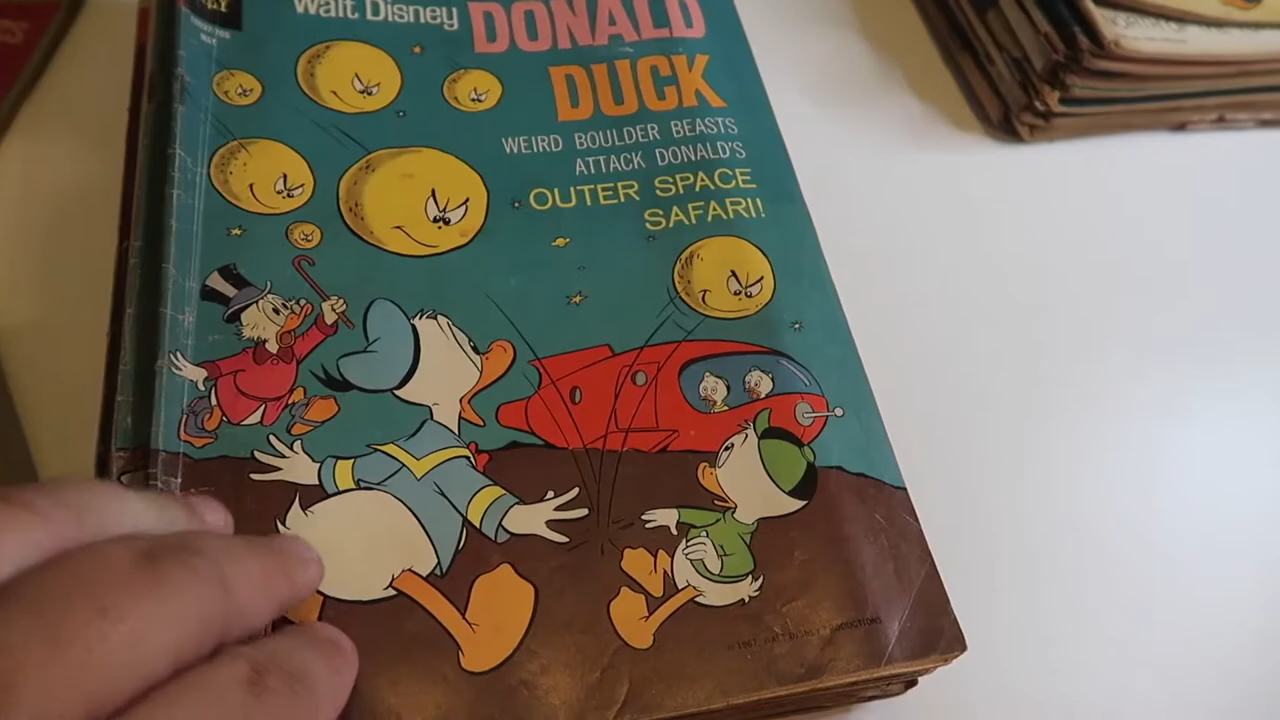 Walt Disney
DONALD
DUCK
WEIRD BOULDER BEASTS
ATTACK DONALD'S
OUTER SPACE
SAFARI!
© 1967, WALT DISNEY PRODUCTIONS